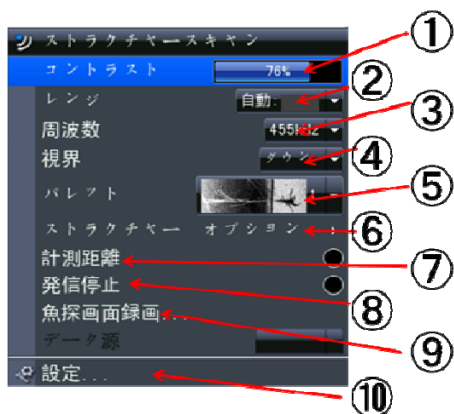 ストラクチャースキャン ①
コントラスト 76%
レンジ 自動. ②
周波数 455kHz ③
視界 ダウン ④
パレット ⑤
ストラクチャー オプション ⑥
計測距離 ⑦
発信停止 ⑧
魚探画面録画... ⑨
データ源
設定... ⑩